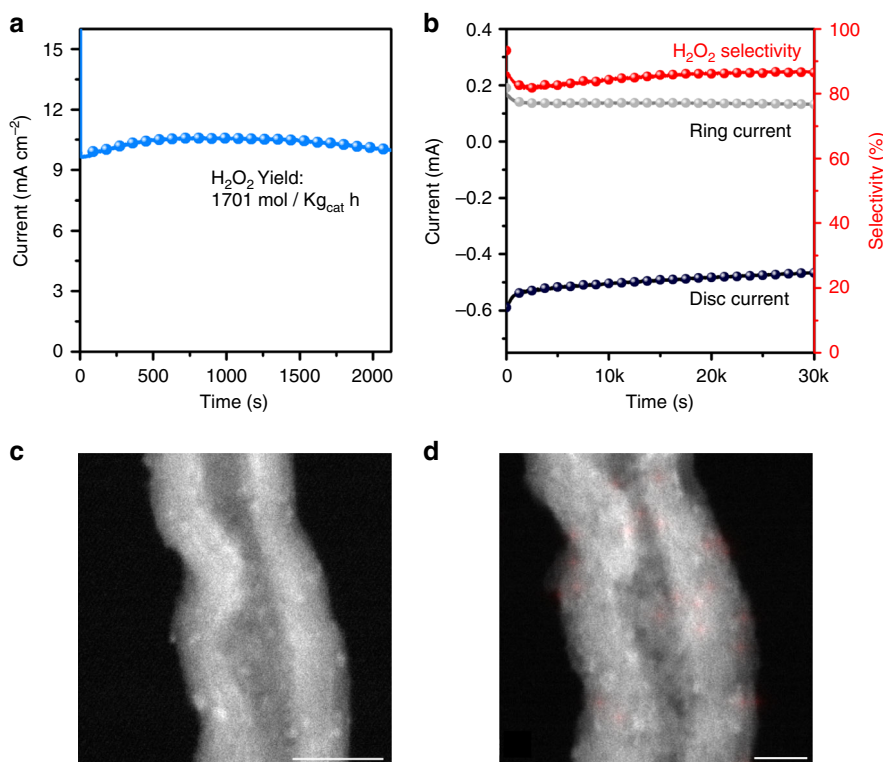 a
15
12
9
6
3
0
Current (mA cm⁻²)
H₂O₂ Yield:
1701 mol / Kg_cat h
0
500
1000
1500
2000
Time (s)
b
0.4
0.2
0.0
−0.2
−0.4
−0.6
Current (mA)
H₂O₂ selectivity
Ring current
Disc current
100
80
60
40
20
0
Selectivity (%)
0
10k
20k
30k
Time (s)
c
d